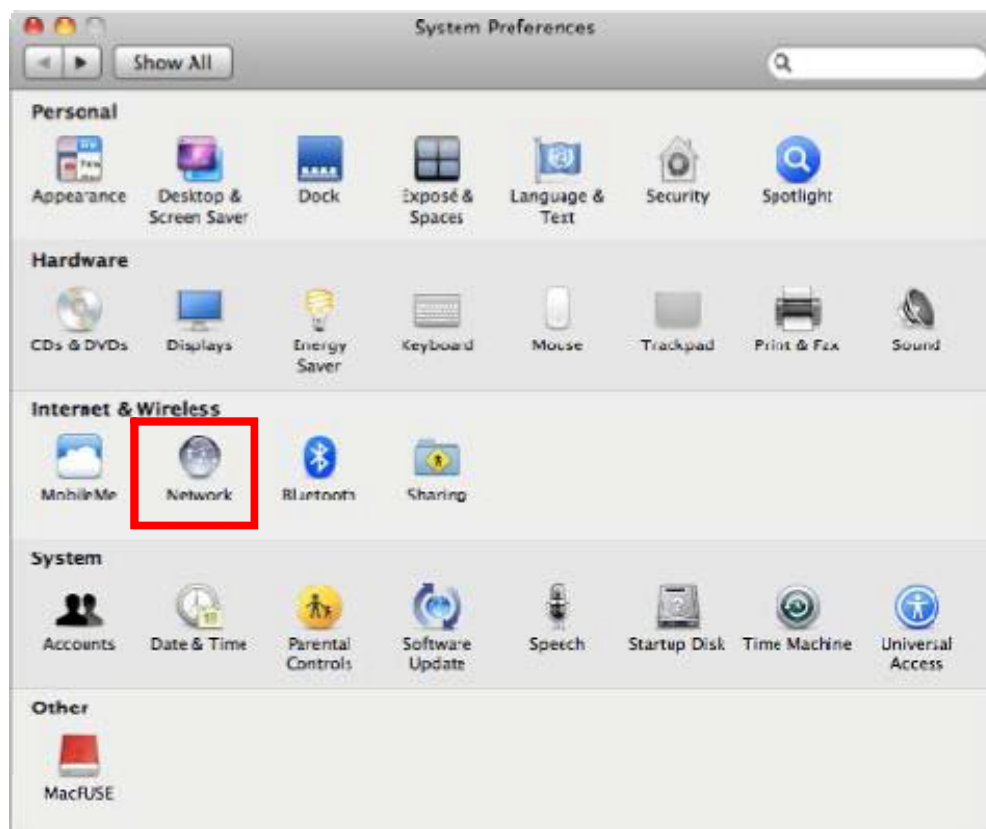 System Preferences
Show All
Personal
Appearance
Desktop &
Screen Saver
Dock
Exposé &
Spaces
Language &
Text
Security
Spotlight
Hardware
CDs & DVDs
Displays
Energy
Saver
Keyboard
Mouse
Trackpad
Print & Fax
Sound
Internet & Wireless
MobileMe
Network
Bluetooth
Sharing
System
Accounts
Date & Time
Parental
Controls
Software
Update
Speech
Startup Disk
Time Machine
Universal
Access
Other
MacFUSE